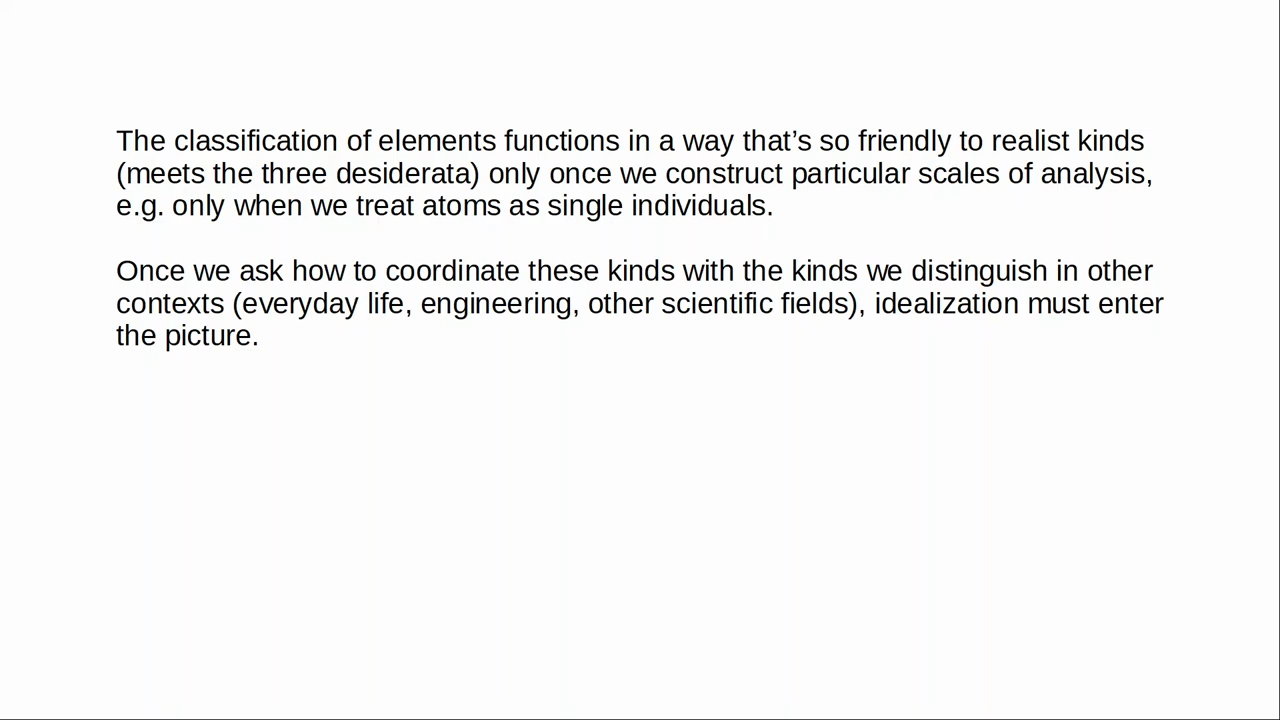 The classification of elements functions in a way that’s so friendly to realist kinds
(meets the three desiderata) only once we construct particular scales of analysis,
e.g. only when we treat atoms as single individuals.
Once we ask how to coordinate these kinds with the kinds we distinguish in other
contexts (everyday life, engineering, other scientific fields), idealization must enter
the picture.